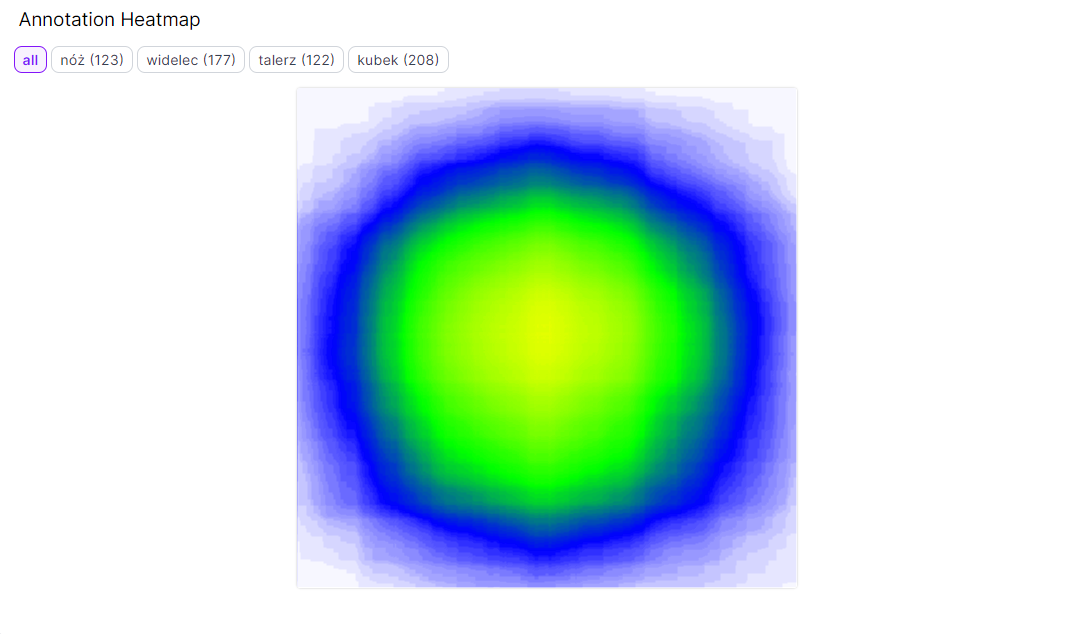 Annotation Heatmap
all nóż (123) widelec (177) talerz (122) kubek (208)